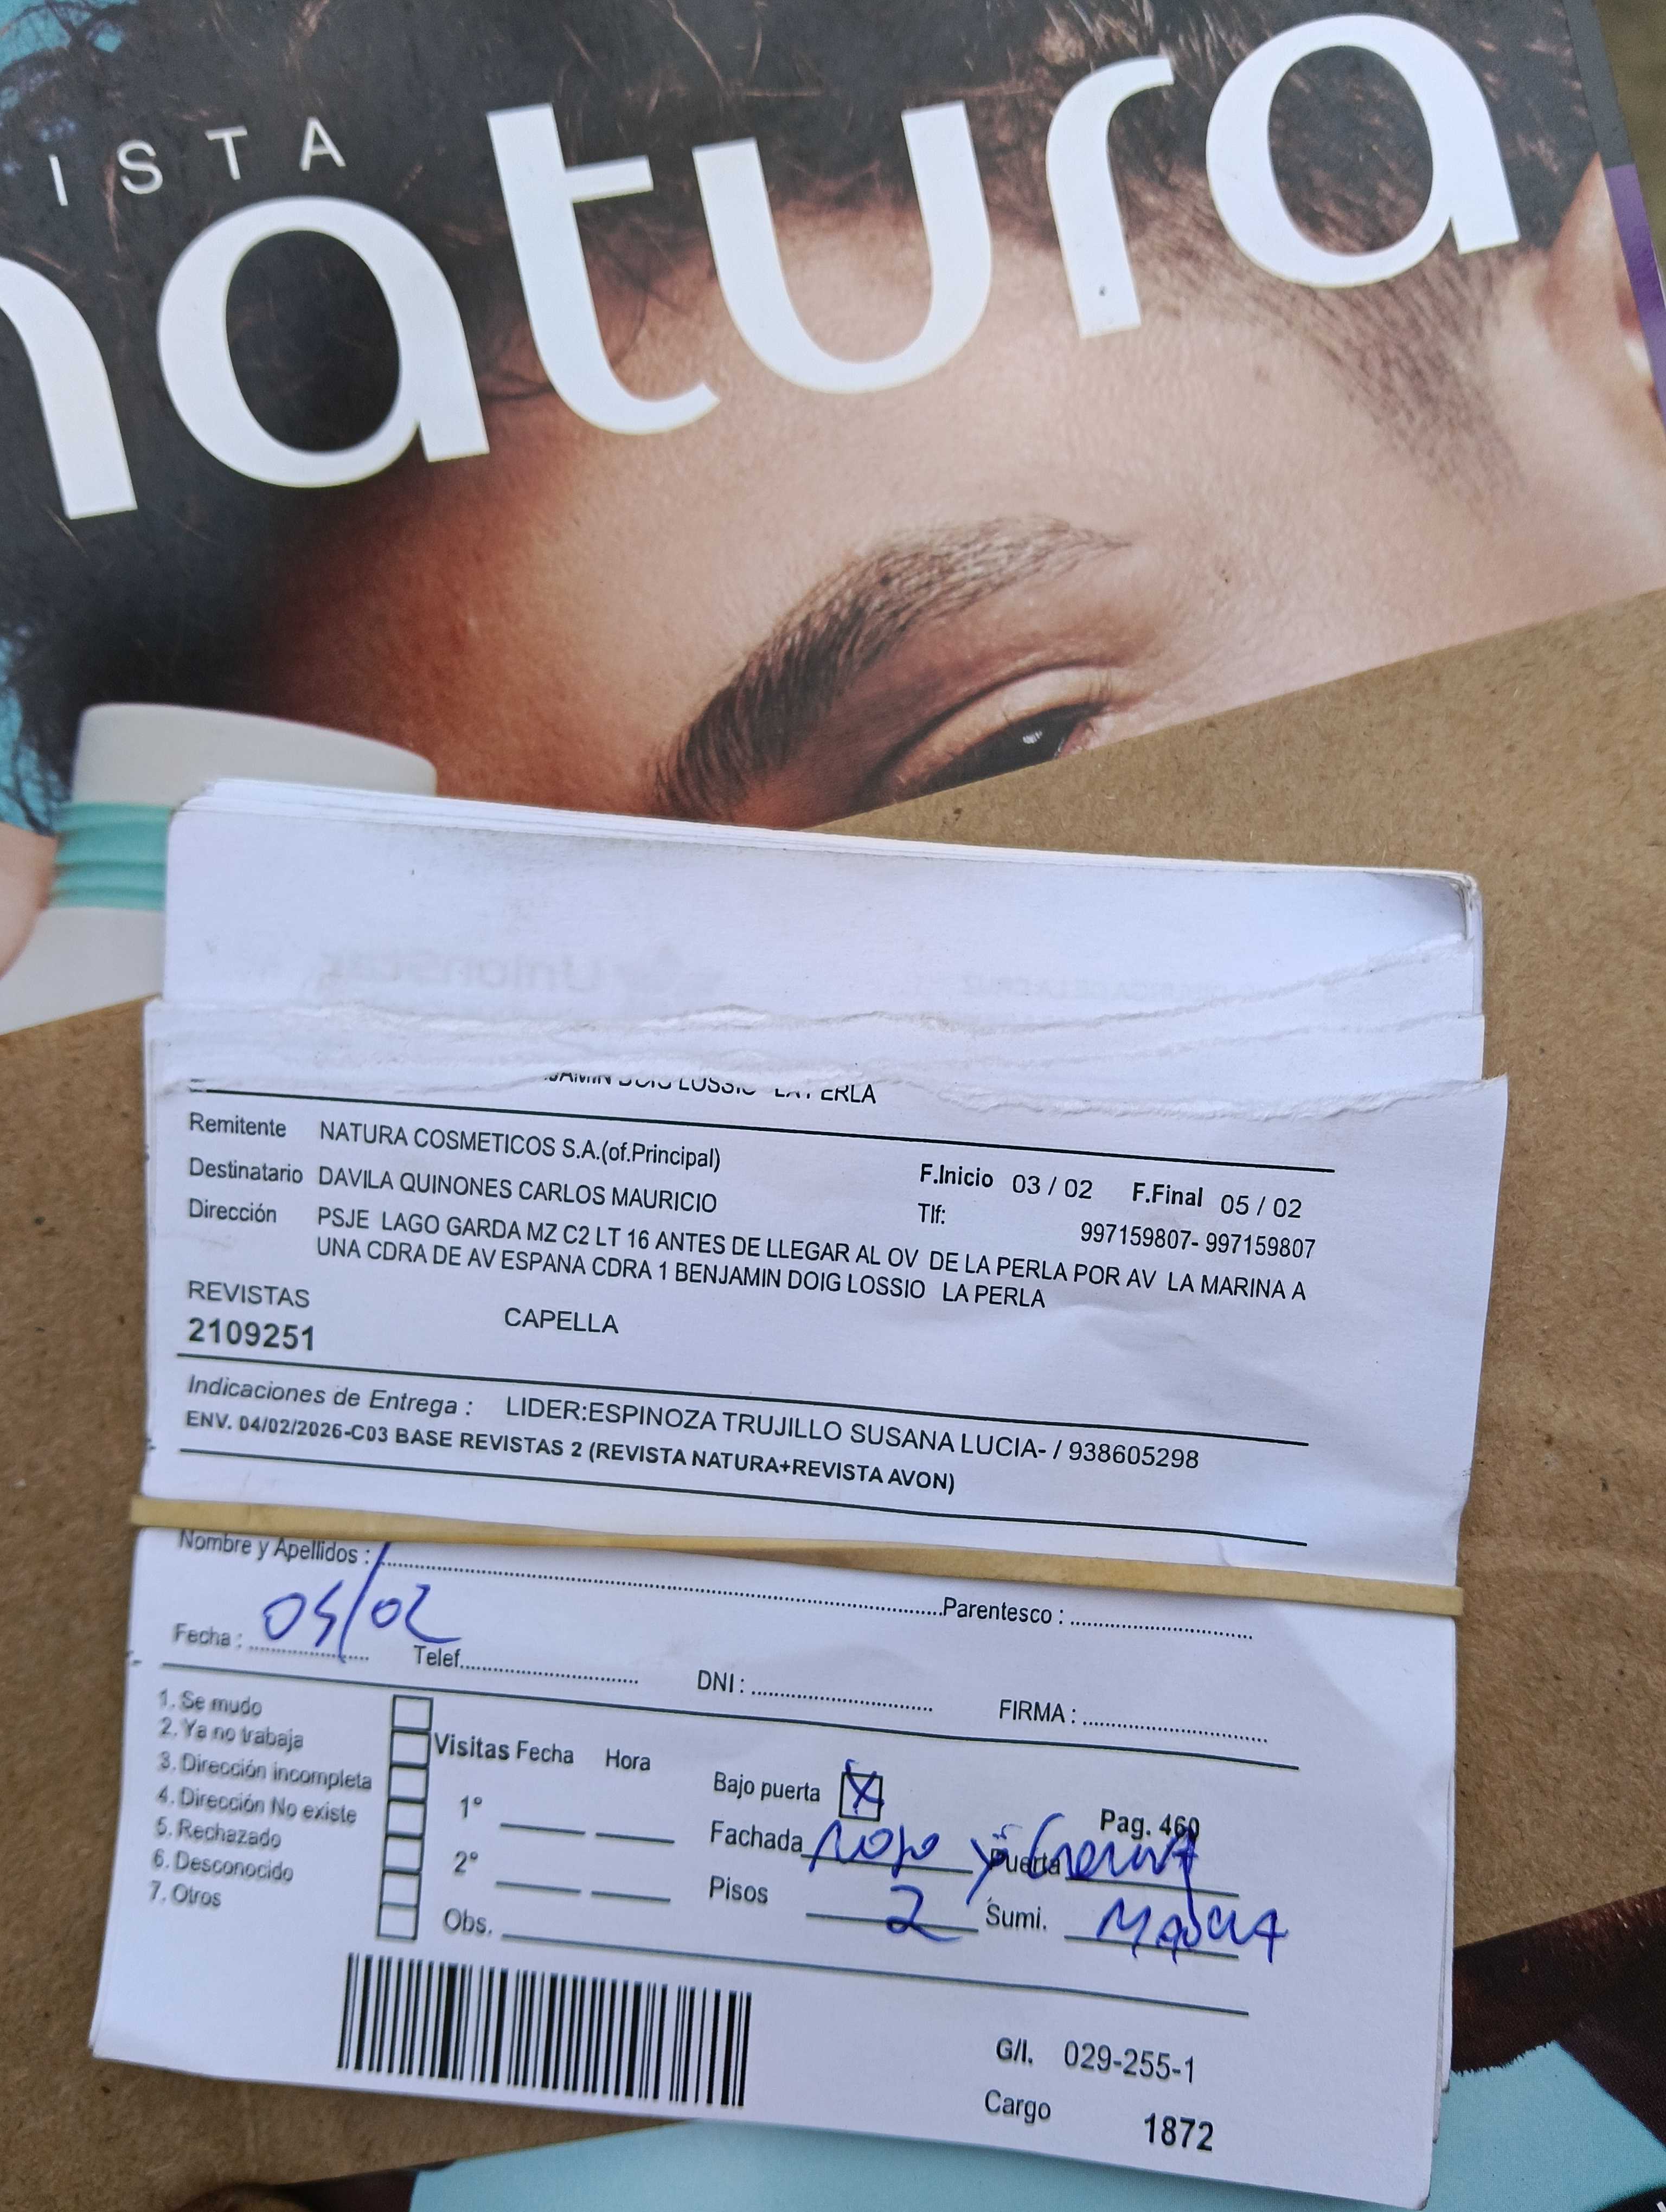 ISTA
natura
LA PERLA
Remitente NATURA COSMETICOS S.A.(of.Principal)
F.Inicio 03 / 02 F.Final 05 / 02
Destinatario DAVILA QUINONES CARLOS MAURICIO
Tlf: 997159807- 997159807
Dirección PSJE LAGO GARDA MZ C2 LT 16 ANTES DE LLEGAR AL OV DE LA PERLA POR AV LA MARINA A
UNA CDRA DE AV ESPANA CDRA 1 BENJAMIN DOIG LOSSIO LA PERLA
REVISTAS
CAPELLA
2109251
Indicaciones de Entrega : LIDER:ESPINOZA TRUJILLO SUSANA LUCIA- / 938605298
ENV. 04/02/2026-C03 BASE REVISTAS 2 (REVISTA NATURA+REVISTA AVON)
Nombre y Apellidos : Parentesco :
Fecha : 05/02 Telef. DNI : FIRMA :
1. Se mudo
2. Ya no trabaja
3. Dirección incompleta
4. Dirección No existe
5. Rechazado
6. Desconocido
7. Otros
Visitas Fecha Hora
1°
2°
Obs.
Bajo puerta X
Pag. 460
Fachada Rojo y Crema Puerta
Pisos 2 Sumi.
G/I. 029-255-1
Cargo 1872